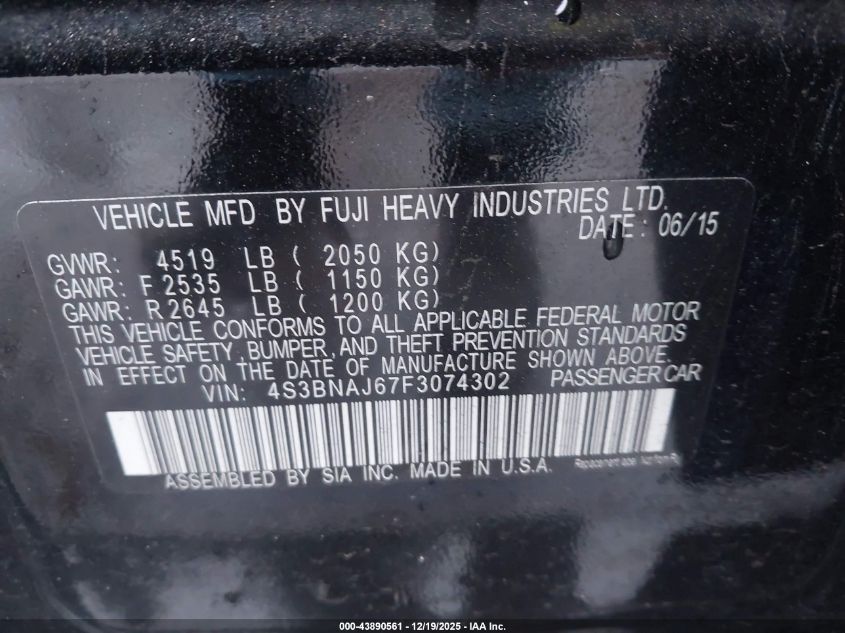 VEHICLE MFD BY FUJI HEAVY INDUSTRIES LTD.
DATE: 06/15
GVWR: 4519 LB ( 2050 KG)
GAWR: F 2535 LB ( 1150 KG)
GAWR: R 2645 LB ( 1200 KG)
THIS VEHICLE CONFORMS TO ALL APPLICABLE FEDERAL MOTOR
VEHICLE SAFETY, BUMPER, AND THEFT PREVENTION STANDARDS
IN EFFECT ON THE DATE OF MANUFACTURE SHOWN ABOVE.
VIN: 4S3BNAJ67F3074302 PASSENGER CAR
ASSEMBLED BY SIA INC. MADE IN U.S.A.
Replacement
000-43890561 - 12/19/2025 - IAA Inc.